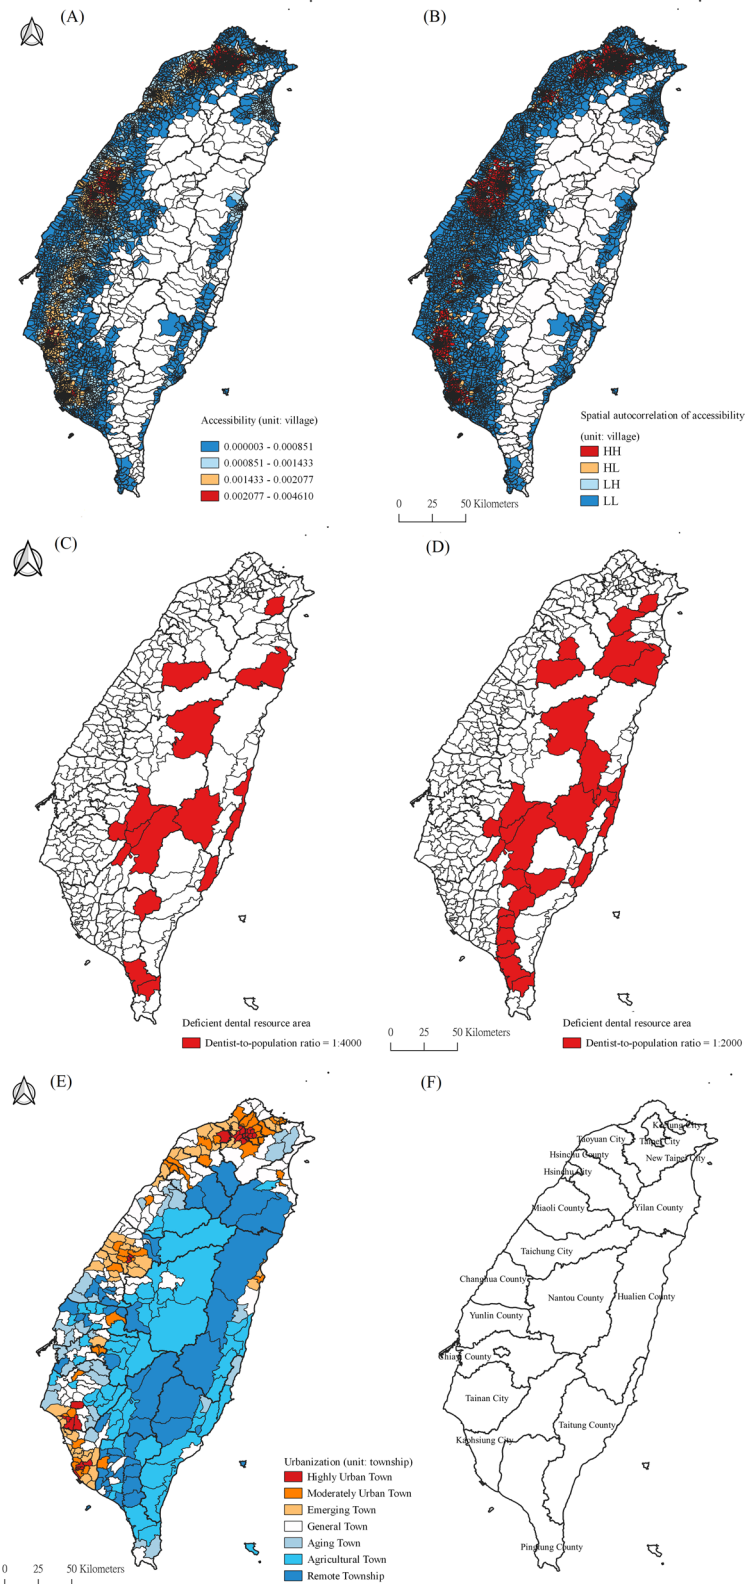 (A)
(B)
Accessibility (unit: village)
0.000003 - 0.000851
0.000851 - 0.001433
0.001433 - 0.002077
0.002077 - 0.004610
Spatial autocorrelation of accessibility
(unit: village)
HH
HL
LH
LL
0 25 50 Kilometers
(C)
(D)
Deficient dental resource area
Dentist-to-population ratio = 1:4000
0 25 50 Kilometers
Deficient dental resource area
Dentist-to-population ratio = 1:2000
(E)
(F)
Urbanization (unit: township)
Highly Urban Town
Moderately Urban Town
Emerging Town
General Town
Aging Town
Agricultural Town
Remote Township
0 25 50 Kilometers
Keelung City
Taoyuan City
Taipei City
Hsinchu County
New Taipei City
Hsinchu City
Miaoli County
Yilan County
Taichung City
Changhua County
Nantou County
Hualien County
Yunlin County
Chiayi County
Tainan City
Taitung County
Kaohsiung City
Pingtung County